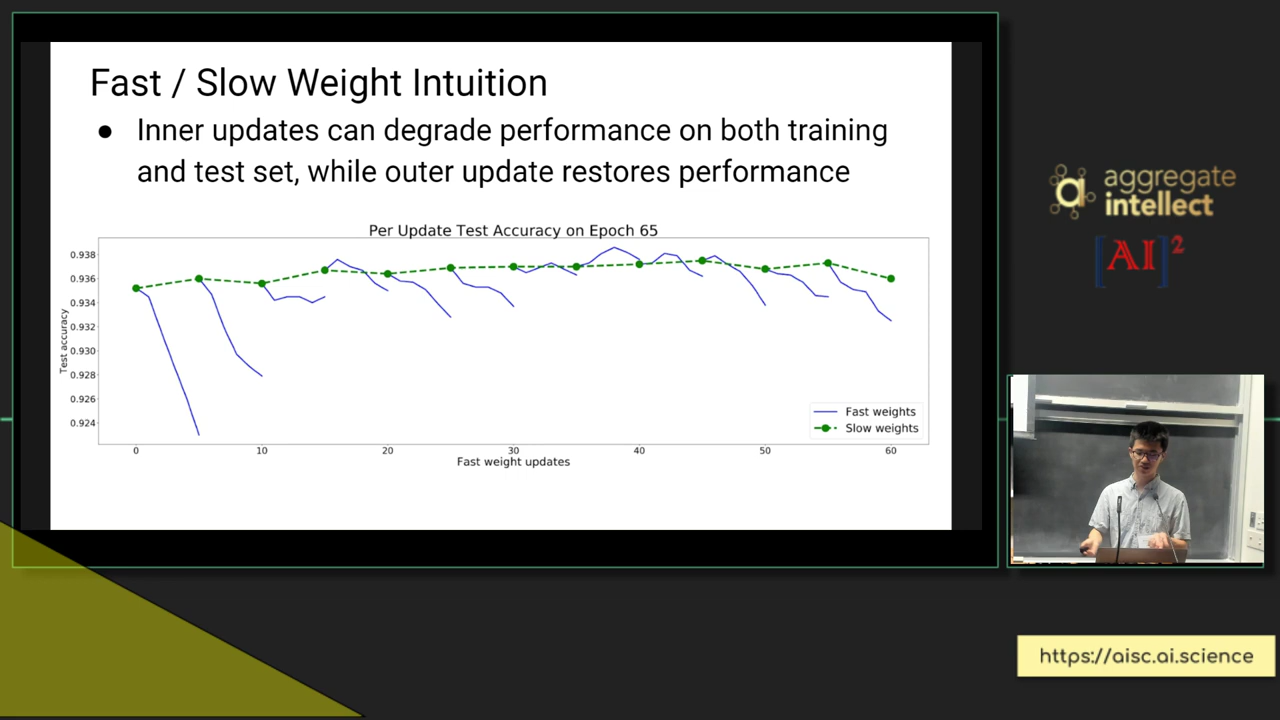 Fast / Slow Weight Intuition
● Inner updates can degrade performance on both training
and test set, while outer update restores performance
Per Update Test Accuracy on Epoch 65
Test accuracy
0.938
0.936
0.934
0.932
0.930
0.928
0.926
0.924
0
10
20
30
40
50
60
Fast weight updates
Fast weights
Slow weights
a
aggregate
intellect
[AI]²
https://aisc.ai.science